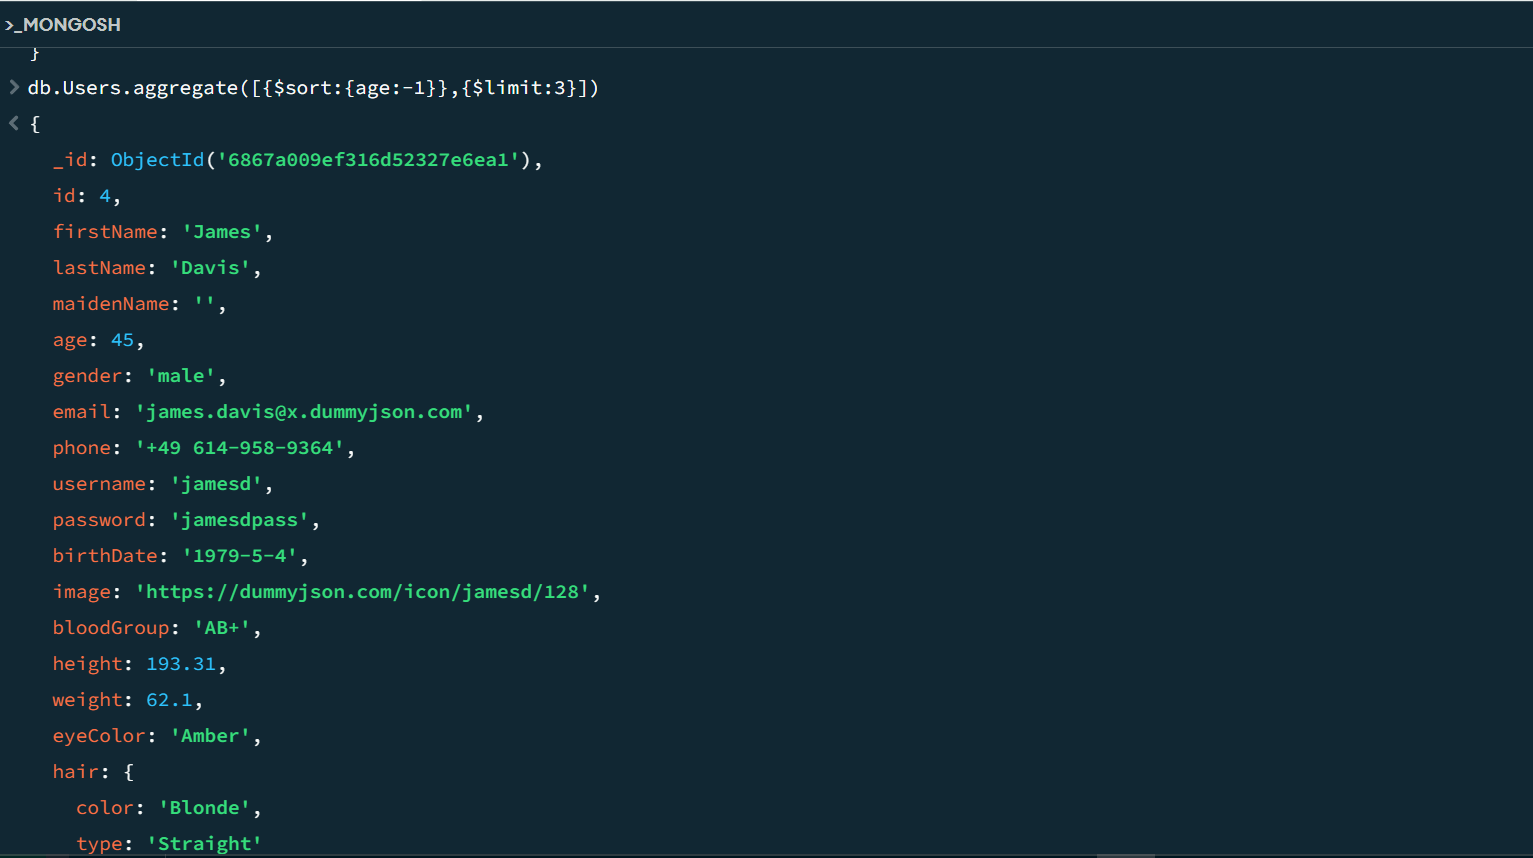 >_MONGOSH
}
> db.Users.aggregate([{$sort:{age:-1}},{$limit:3}])
< {
_id: ObjectId('6867a009ef316d52327e6ea1'),
id: 4,
firstName: 'James',
lastName: 'Davis',
maidenName: '',
age: 45,
gender: 'male',
email: 'james.davis@x.dummyjson.com',
phone: '+49 614-958-9364',
username: 'jamesd',
password: 'jamesdpass',
birthDate: '1979-5-4',
image: 'https://dummyjson.com/icon/jamesd/128',
bloodGroup: 'AB+',
height: 193.31,
weight: 62.1,
eyeColor: 'Amber',
hair: {
color: 'Blonde',
type: 'Straight'